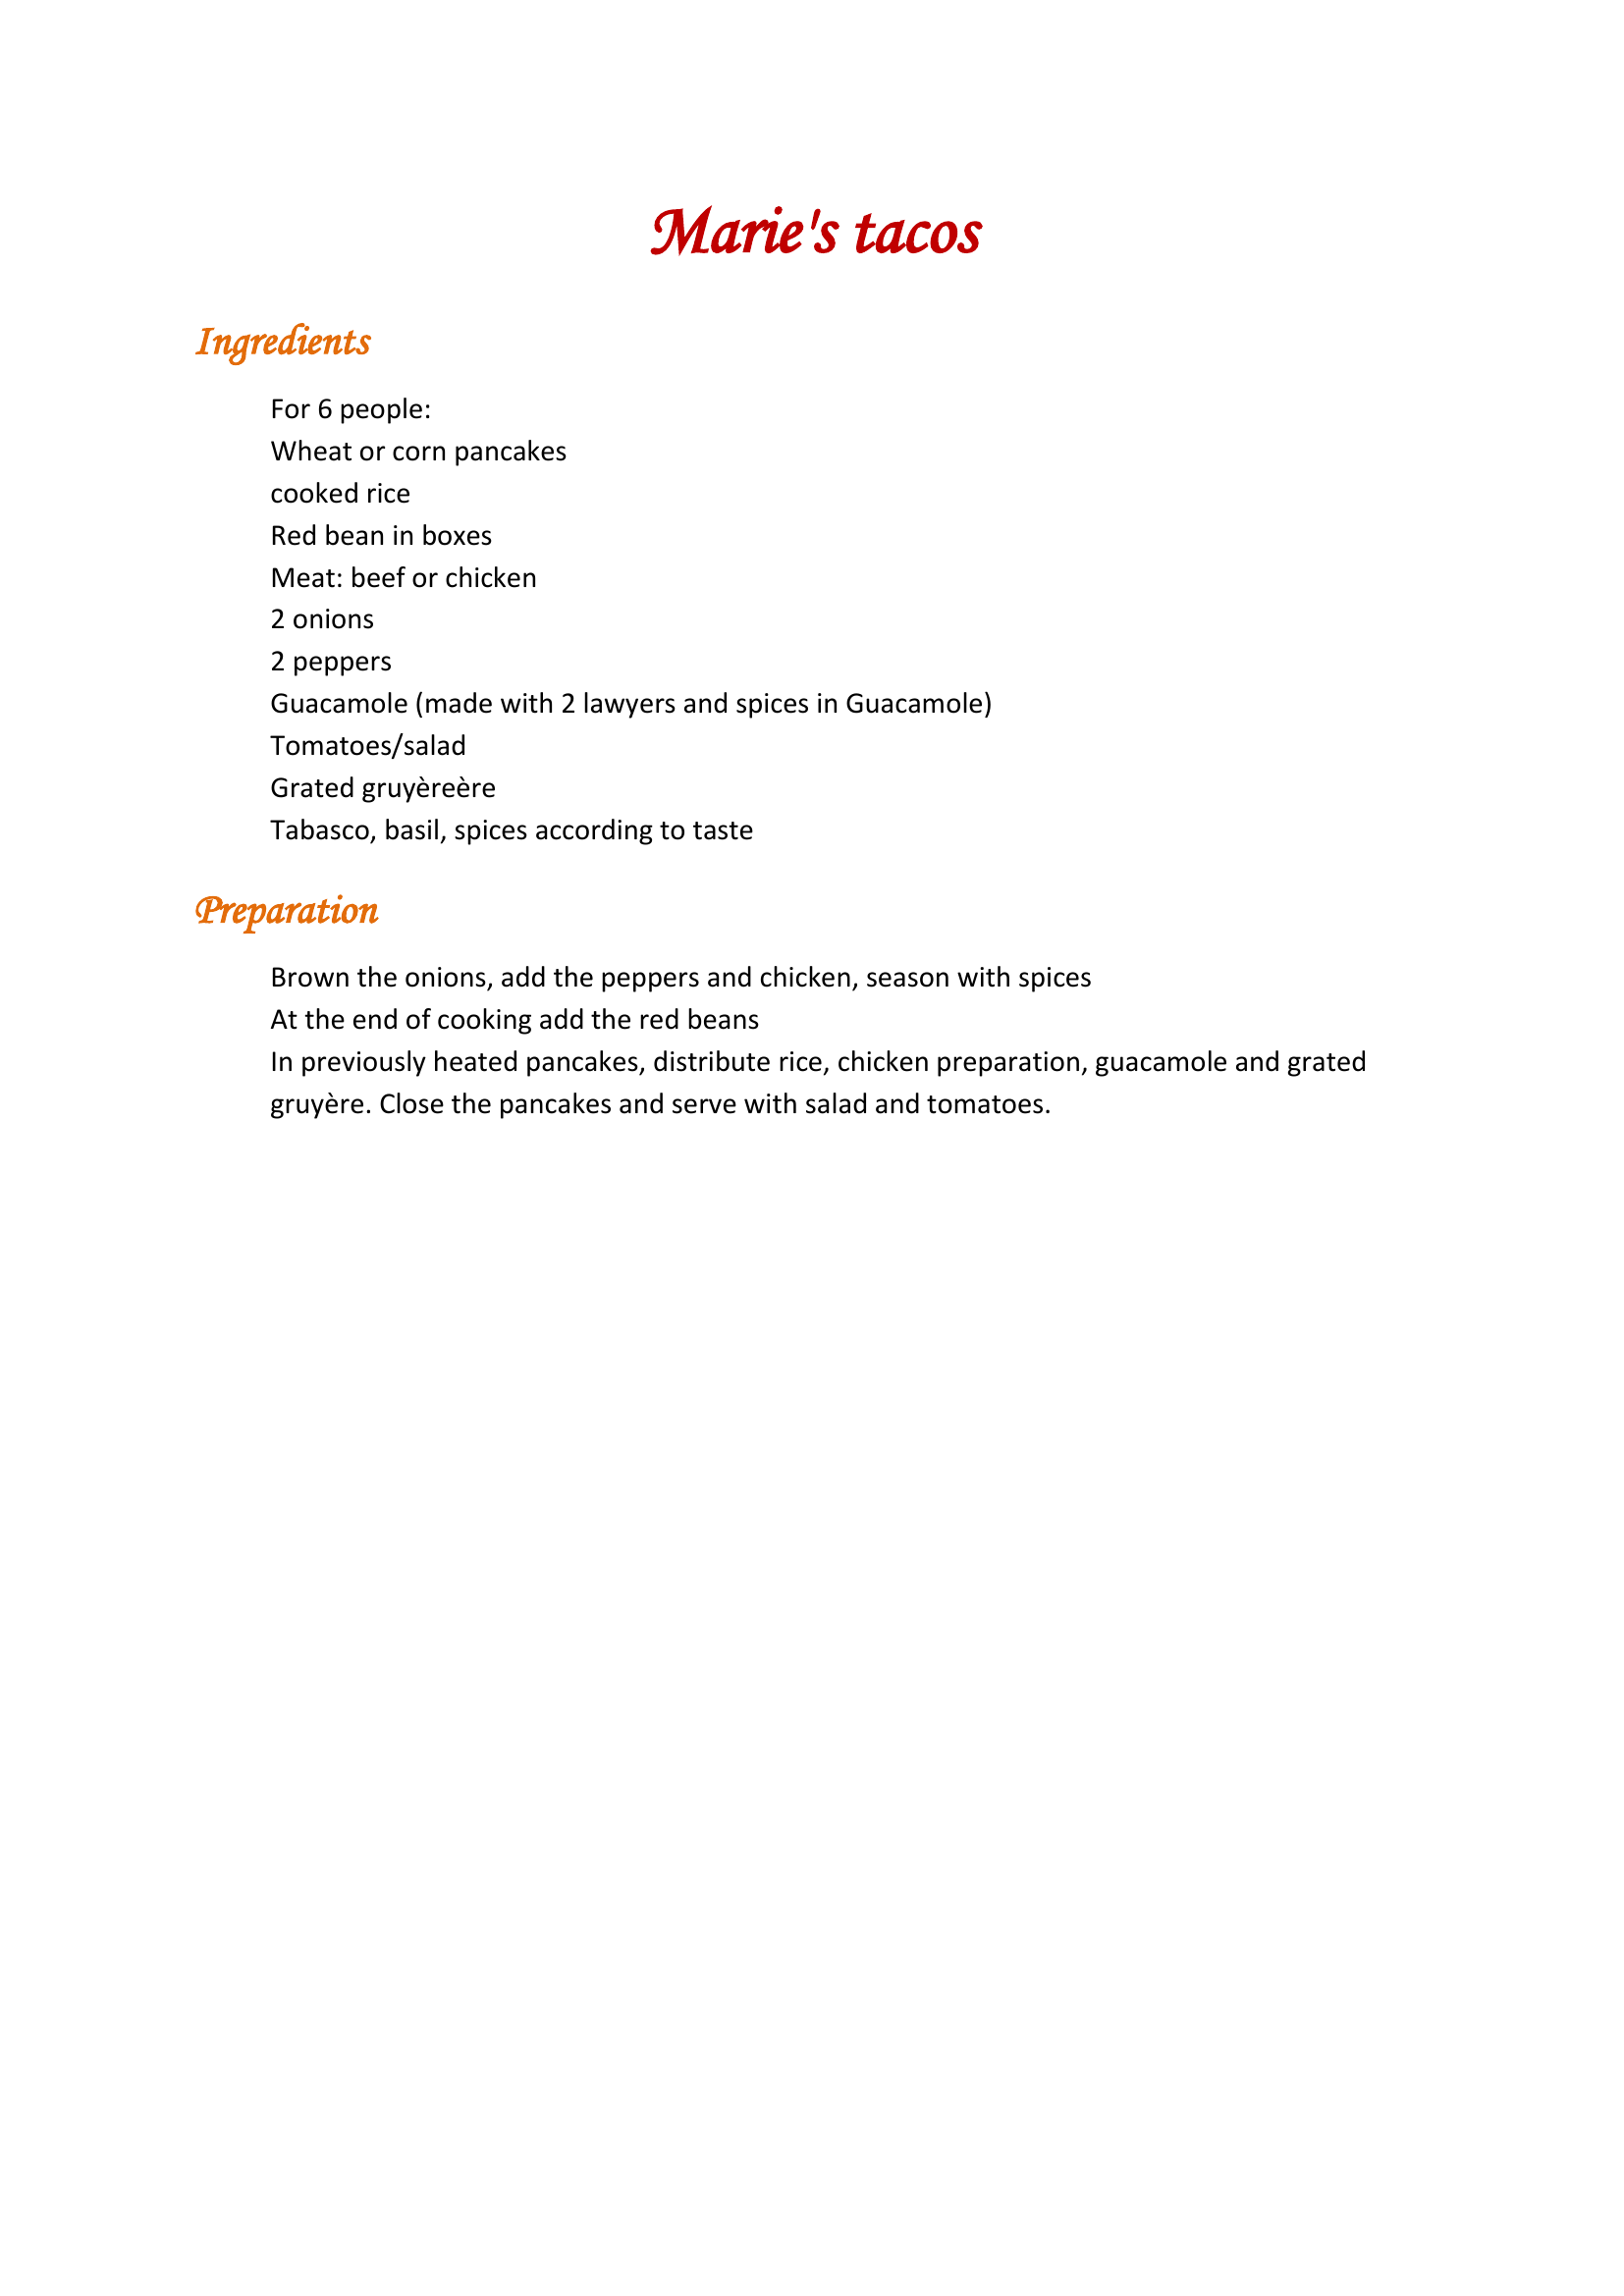 Marie's tacos
Ingredients
For 6 people:
Wheat or corn pancakes
cooked rice
Red bean in boxes
Meat: beef or chicken
2 onions
2 peppers
Guacamole (made with 2 lawyers and spices in Guacamole)
Tomatoes/salad
Grated gruyèreère
Tabasco, basil, spices according to taste
Preparation
Brown the onions, add the peppers and chicken, season with spices
At the end of cooking add the red beans
In previously heated pancakes, distribute rice, chicken preparation, guacamole and grated
gruyère. Close the pancakes and serve with salad and tomatoes.